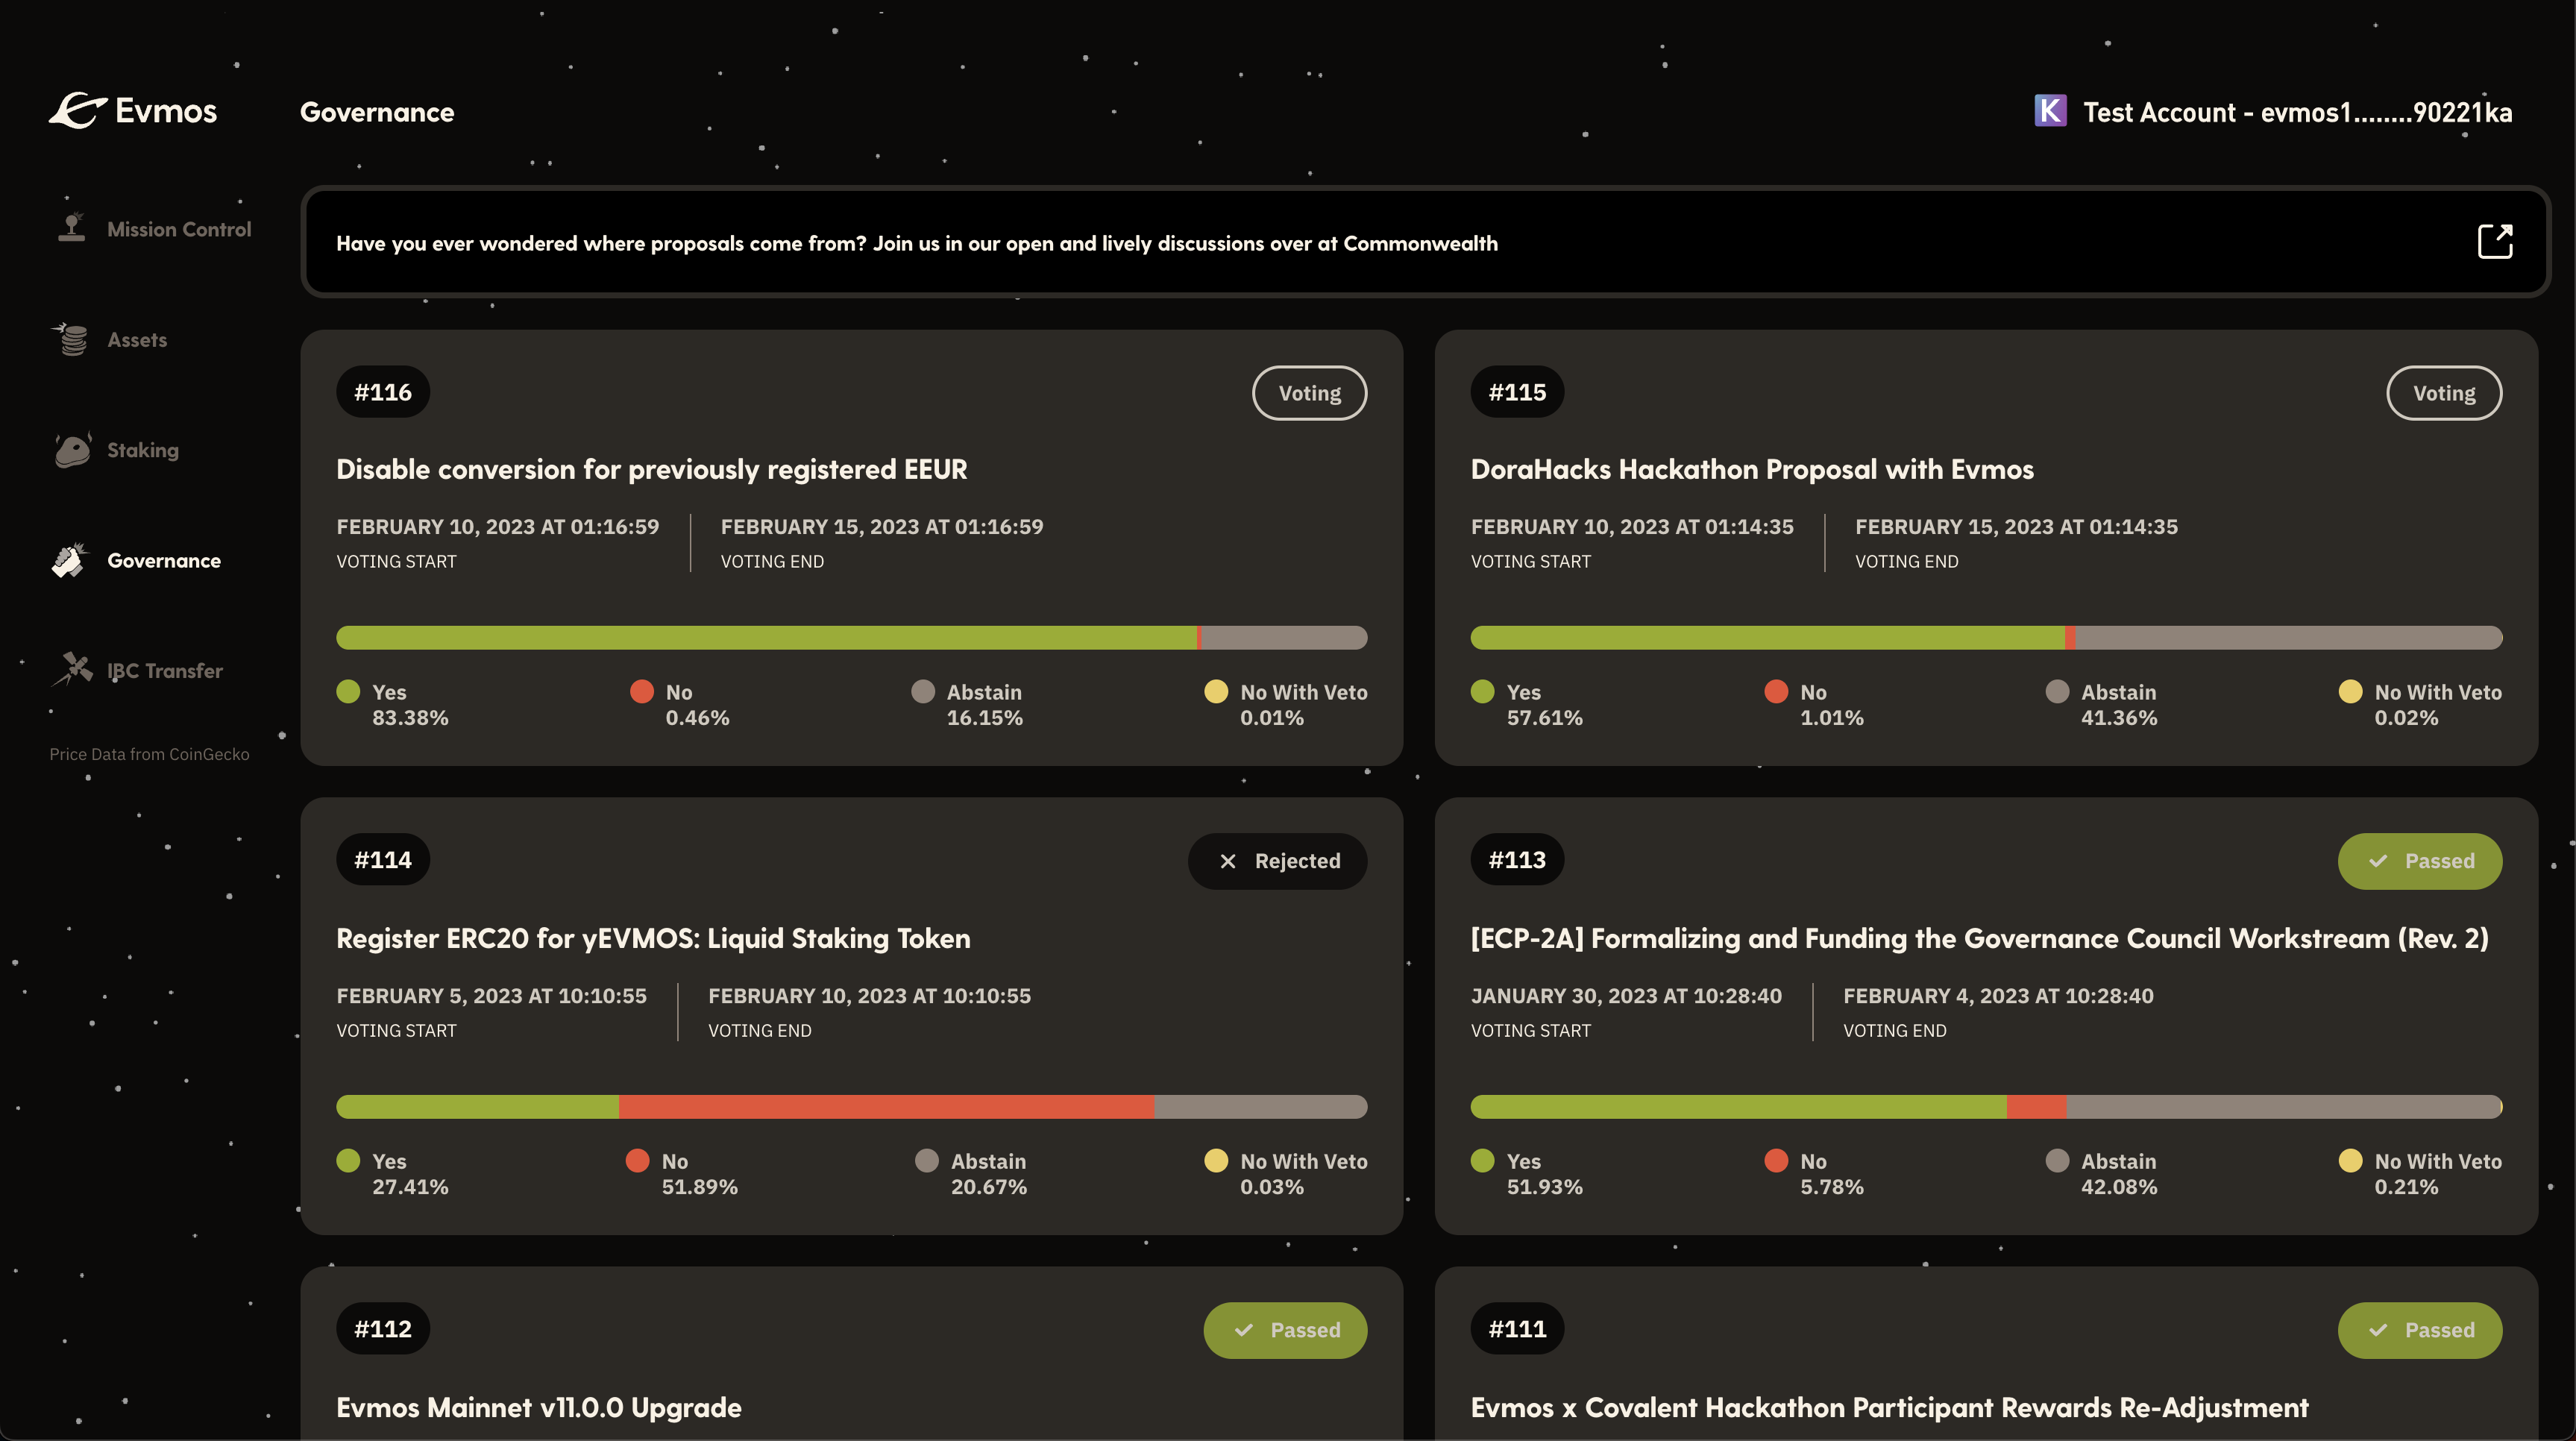 Evmos
Governance
K Test Account - evmos1........90221ka
Mission Control
Assets
Staking
Governance
IBC Transfer
Price Data from CoinGecko
Have you ever wondered where proposals come from? Join us in our open and lively discussions over at Commonwealth
#116
Voting
Disable conversion for previously registered EEUR
FEBRUARY 10, 2023 AT 01:16:59
VOTING START
FEBRUARY 15, 2023 AT 01:16:59
VOTING END
Yes
83.38%
No
0.46%
Abstain
16.15%
No With Veto
0.01%
#115
Voting
DoraHacks Hackathon Proposal with Evmos
FEBRUARY 10, 2023 AT 01:14:35
VOTING START
FEBRUARY 15, 2023 AT 01:14:35
VOTING END
Yes
57.61%
No
1.01%
Abstain
41.36%
No With Veto
0.02%
#114
Rejected
Register ERC20 for yEVMOS: Liquid Staking Token
FEBRUARY 5, 2023 AT 10:10:55
VOTING START
FEBRUARY 10, 2023 AT 10:10:55
VOTING END
Yes
27.41%
No
51.89%
Abstain
20.67%
No With Veto
0.03%
#113
Passed
[ECP-2A] Formalizing and Funding the Governance Council Workstream (Rev. 2)
JANUARY 30, 2023 AT 10:28:40
VOTING START
FEBRUARY 4, 2023 AT 10:28:40
VOTING END
Yes
51.93%
No
5.78%
Abstain
42.08%
No With Veto
0.21%
#112
Passed
Evmos Mainnet v11.0.0 Upgrade
#111
Passed
Evmos x Covalent Hackathon Participant Rewards Re-Adjustment